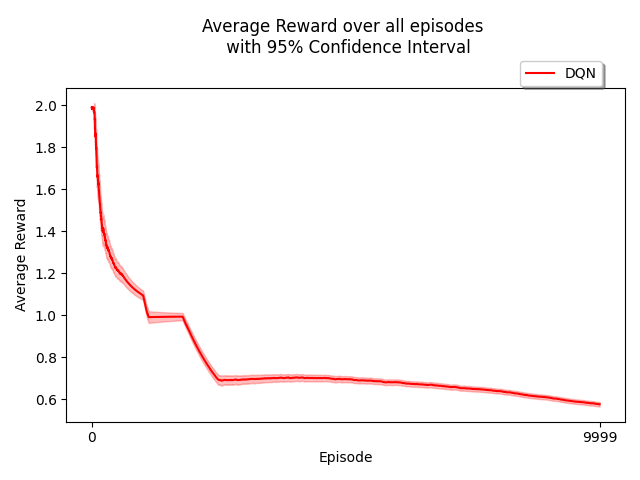 Average Reward over all episodes
with 95% Confidence Interval
DQN
2.0
1.8
1.6
1.4
1.2
1.0
0.8
0.6
Average Reward
0
9999
Episode